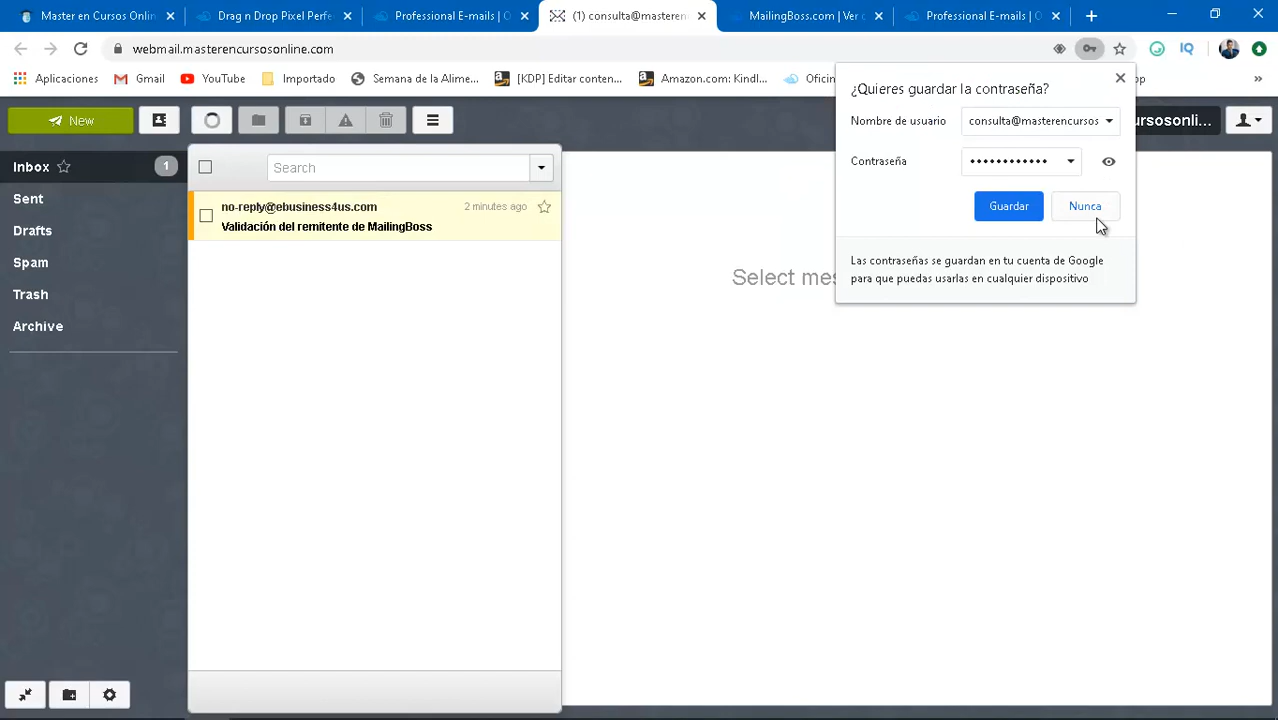 Master en Cursos Onlin
Drag n Drop Pixel Perfe
Professional E-mails | O
(1) consulta@masteren
MailingBoss.com | Ver c
Professional E-mails | O
webmail.masterencursosonline.com
IQ
Aplicaciones
Gmail
YouTube
Importado
Semana de la Alime...
[KDP] Editar conten...
Amazon.com: Kindl...
Oficin
op
»
New
ursosonli...
Inbox
1
Sent
Drafts
Spam
Trash
Archive
Search
no-reply@ebusiness4us.com
2 minutes ago
Validación del remitente de MailingBoss
Select mes
¿Quieres guardar la contraseña?
Nombre de usuario
consulta@masterencursos
Contraseña
••••••••••••
Guardar
Nunca
Las contraseñas se guardan en tu cuenta de Google
para que puedas usarlas en cualquier dispositivo